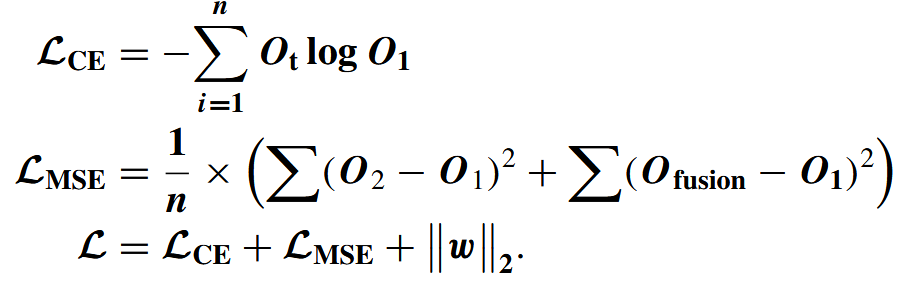 𝓛_CE = −∑_{i=1}^{n} O_t log O_1
𝓛_MSE = 1/n × (∑(O_2 − O_1)^2 + ∑(O_fusion − O_1)^2)
𝓛 = 𝓛_CE + 𝓛_MSE + ‖w‖_2.